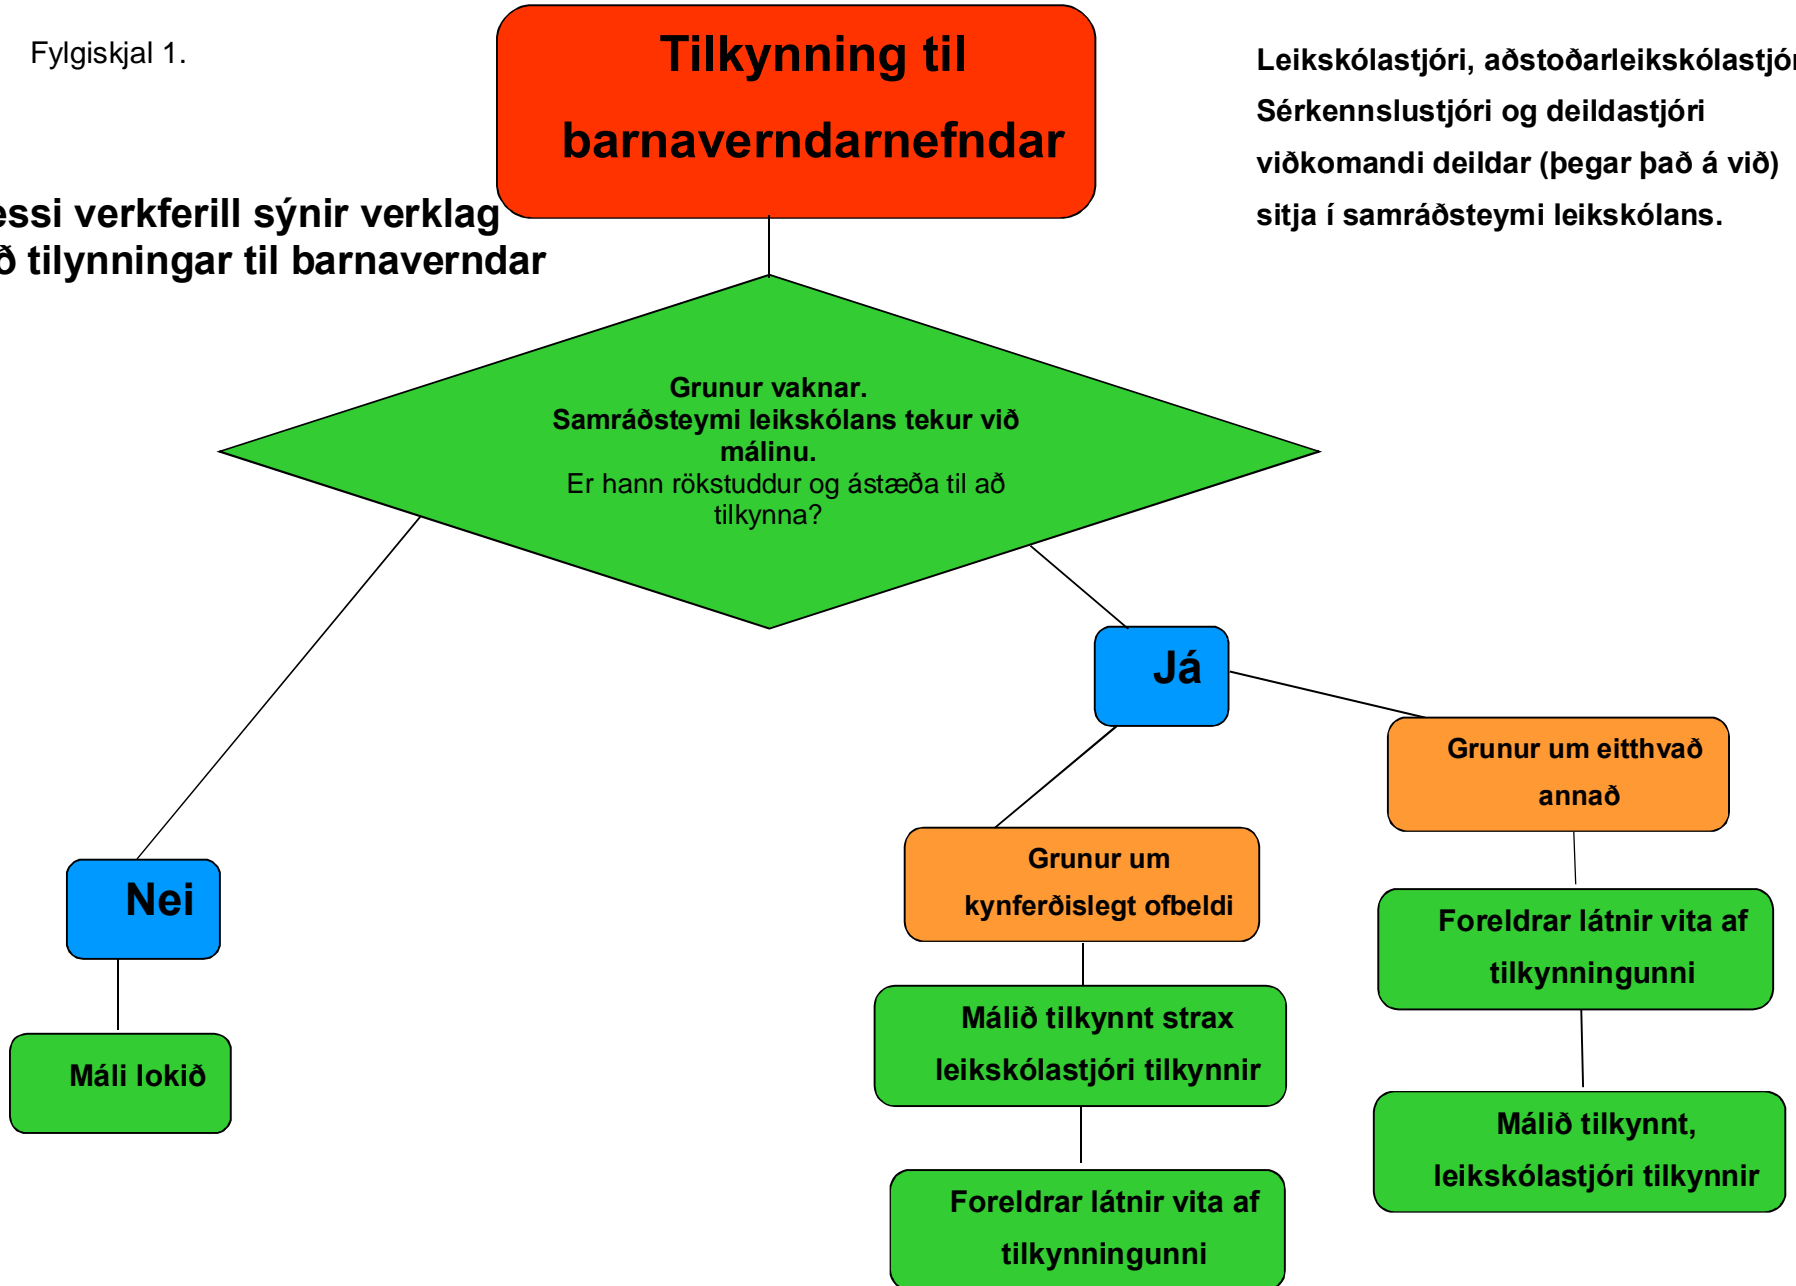 Fylgiskjal 1.
Tilkynning til
barnaverndarnefndar
Leikskólastjóri, aðstoðarleikskólastjór
Sérkennslustjóri og deildastjóri
viðkomandi deildar (þegar það á við)
sitja í samráðsteymi leikskólans.
essi verkferill sýnir verklag
ð tilynningar til barnaverndar
Grunur vaknar.
Samráðsteymi leikskólans tekur við
málinu.
Er hann rökstuddur og ástæða til að
tilkynna?
Já
Nei
Máli lokið
Grunur um
kynferðislegt ofbeldi
Málið tilkynnt strax
leikskólastjóri tilkynnir
Foreldrar látnir vita af
tilkynningunni
Grunur um eitthvað
annað
Foreldrar látnir vita af
tilkynningunni
Málið tilkynnt,
leikskólastjóri tilkynnir